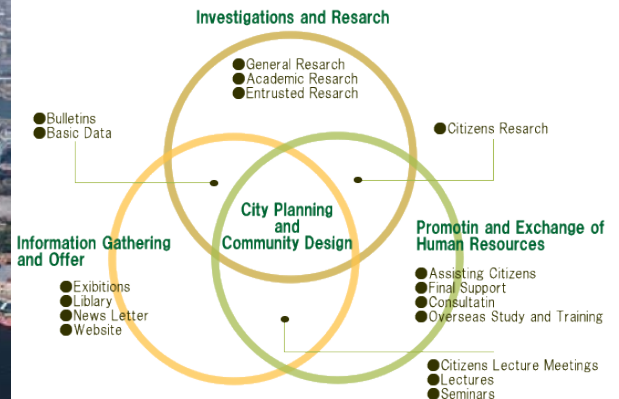 Investigations and Resarch
●General Resarch
●Academic Resarch
●Entrusted Resarch
●Bulletins
●Basic Data
●Citizens Resarch
City Planning
and
Community Design
Information Gathering
and Offer
●Exibitions
●Liblary
●News Letter
●Website
Promotin and Exchange of
Human Resources
●Assisting Citizens
●Final Support
●Consultatin
●Overseas Study and Training
●Citizens Lecture Meetings
●Lectures
●Seminars